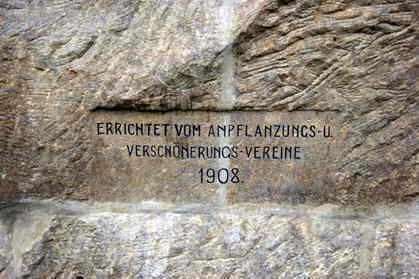 ERRICHTET VOM ANPFLANZUNGS-U.
VERSCHÖNERUNGS-VEREINE
1908.